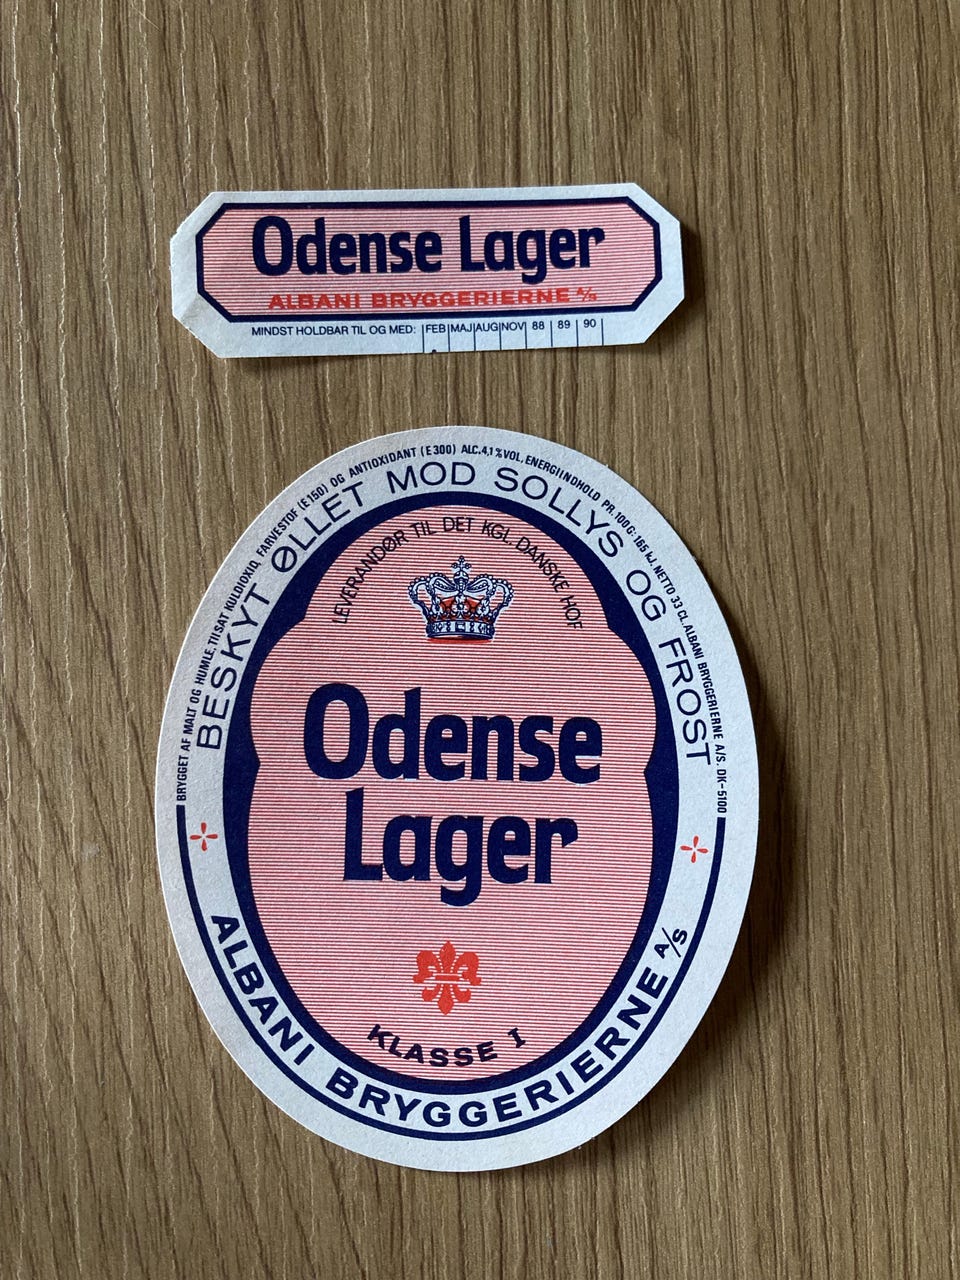 Odense Lager
ALBANI BRYGGERIERNE A/S
MINDST HOLDBAR TIL OG MED: FEB MAJ AUG NOV 88 89 90
BRYGGET AF MALT OG HUMLE, TILSAT KULDIOXID, FARVESTOF (E150) OG ANTIOXIDANT (E300) ALC. 4,1 % VOL, ENERGIINDHOLD PR. 100 G: 165 kJ. NETTO 33 CL. ALBANI BRYGGERIERNE A/S. DK-5100
BESKYT ØLLET MOD SOLLYS OG FROST
LEVERANDØR TIL DET KGL. DANSKE HOF
Odense
Lager
KLASSE I
ALBANI BRYGGERIERNE A/S